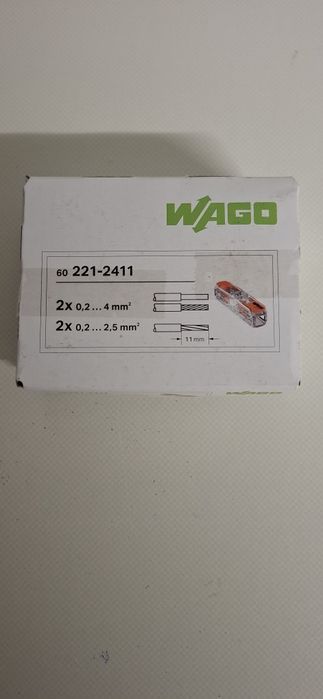 WAGO
60 221-2411
2x 0,2 ... 4 mm²
2x 0,2 ... 2,5 mm²
11 mm